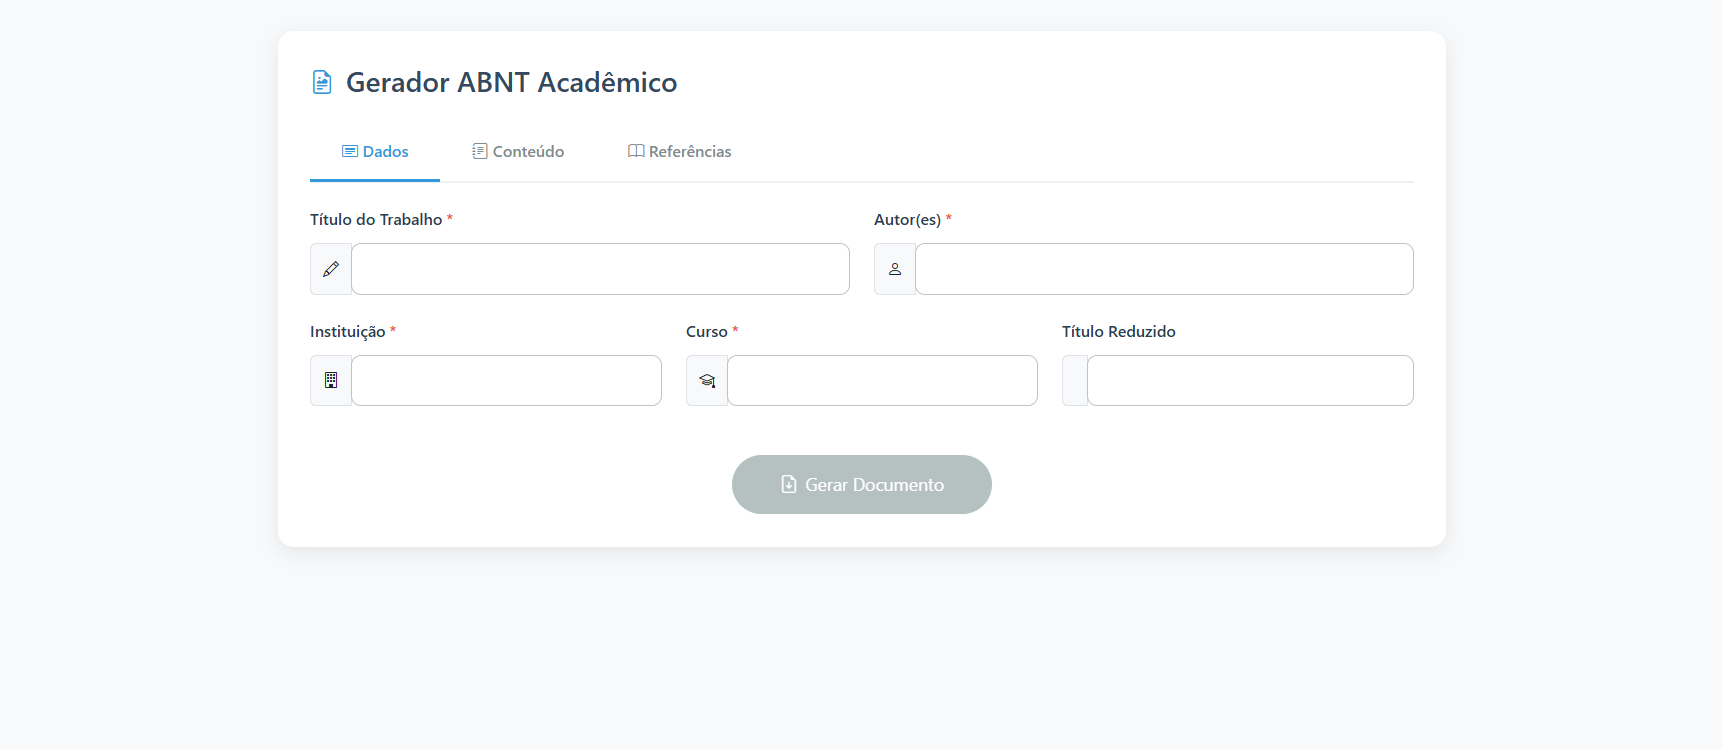 Gerador ABNT Acadêmico
Dados
Conteúdo
Referências
Título do Trabalho *
Autor(es) *
Instituição *
Curso *
Título Reduzido
Gerar Documento